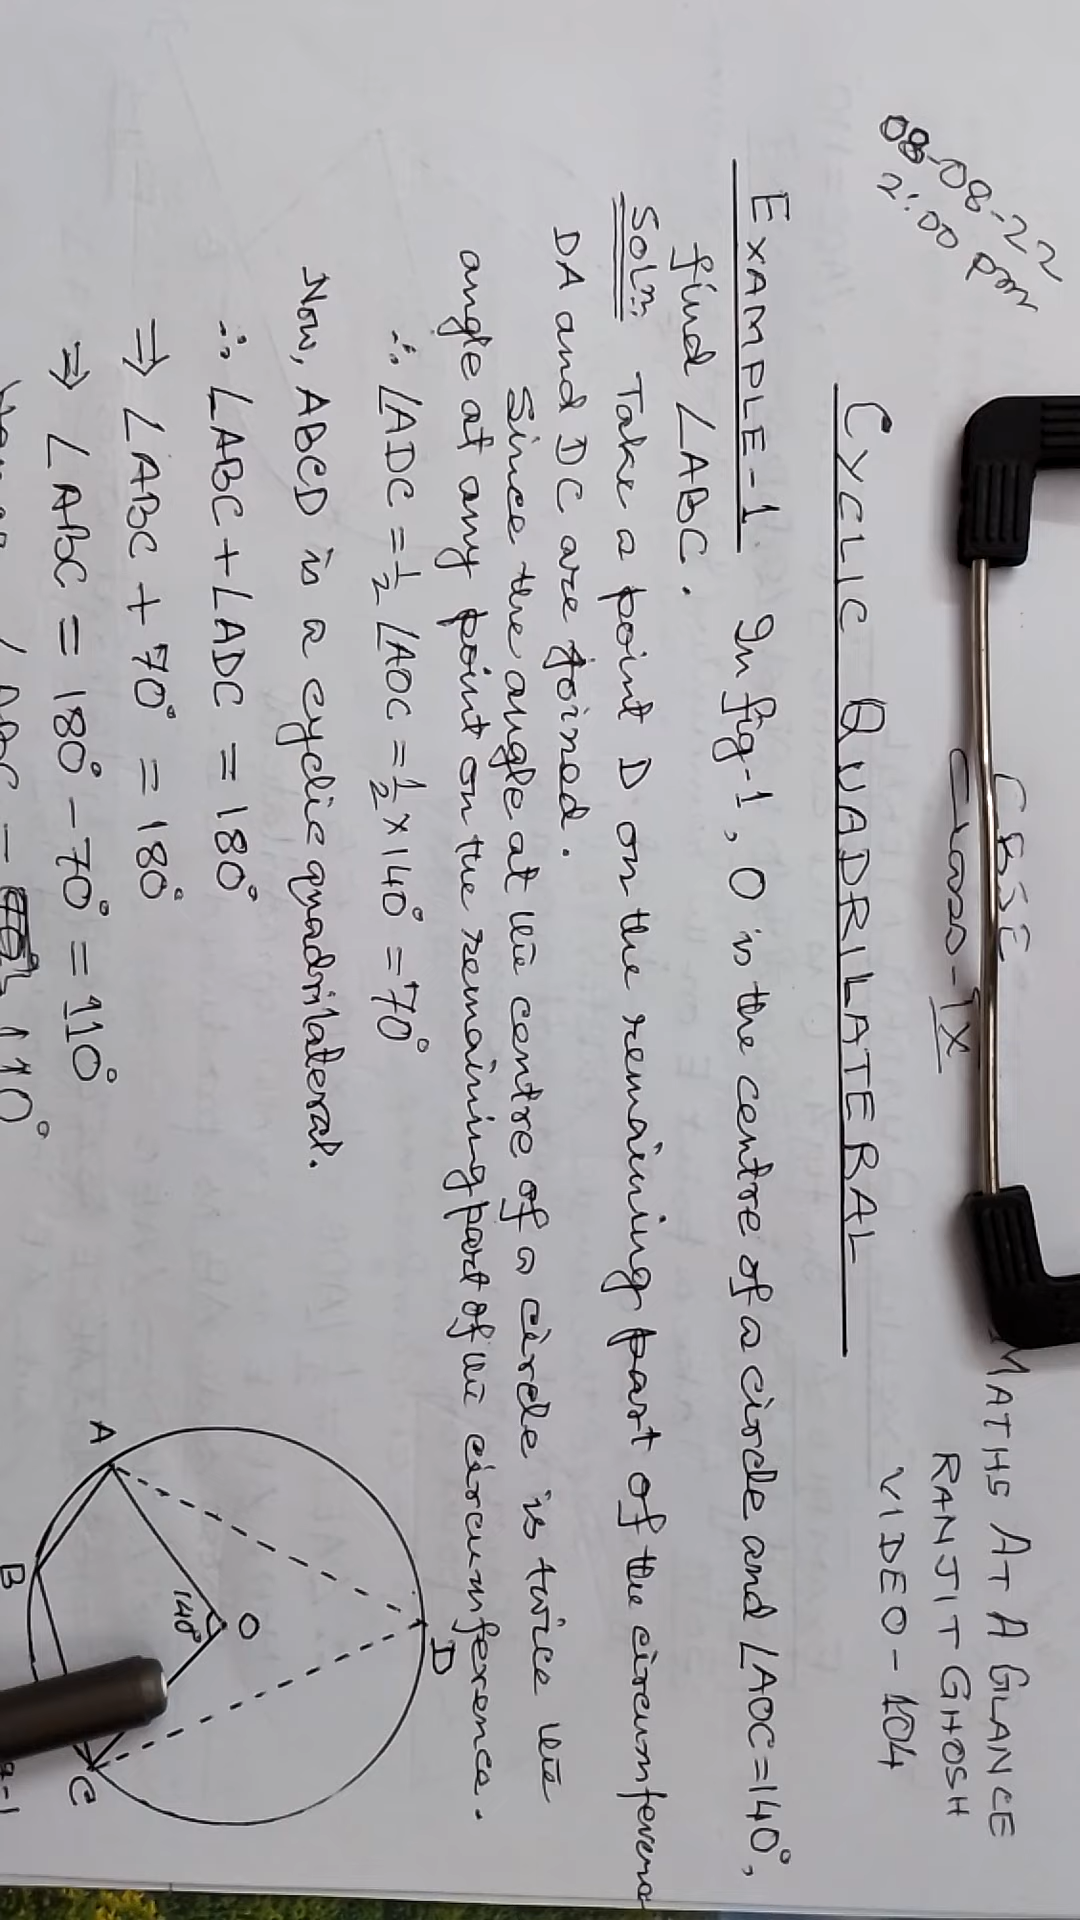 08-08-22
2:00 pm
CBSE
Class-IX
MATHS AT A GLANCE
RANJIT GHOSH
VIDEO-104
CYCLIC QUADRILATERAL
EXAMPLE-1. In fig-1, O is the centre of a circle and ∠AOC=140°,
find ∠ABC.
Solⁿ: Take a point D on the remaining part of the circumference
DA and DC are joined.
Since the angle at the centre of a circle is twice the
angle at any point on the remaining part of the circumference.
∴ ∠ADC = ½ ∠AOC = ½ × 140° = 70°
Now, ABCD is a cyclic quadrilateral.
∴ ∠ABC + ∠ADC = 180°
⇒ ∠ABC + 70° = 180°
⇒ ∠ABC = 180° - 70° = 110°
∠ABC = 110°
D
O
140°
A
B
C